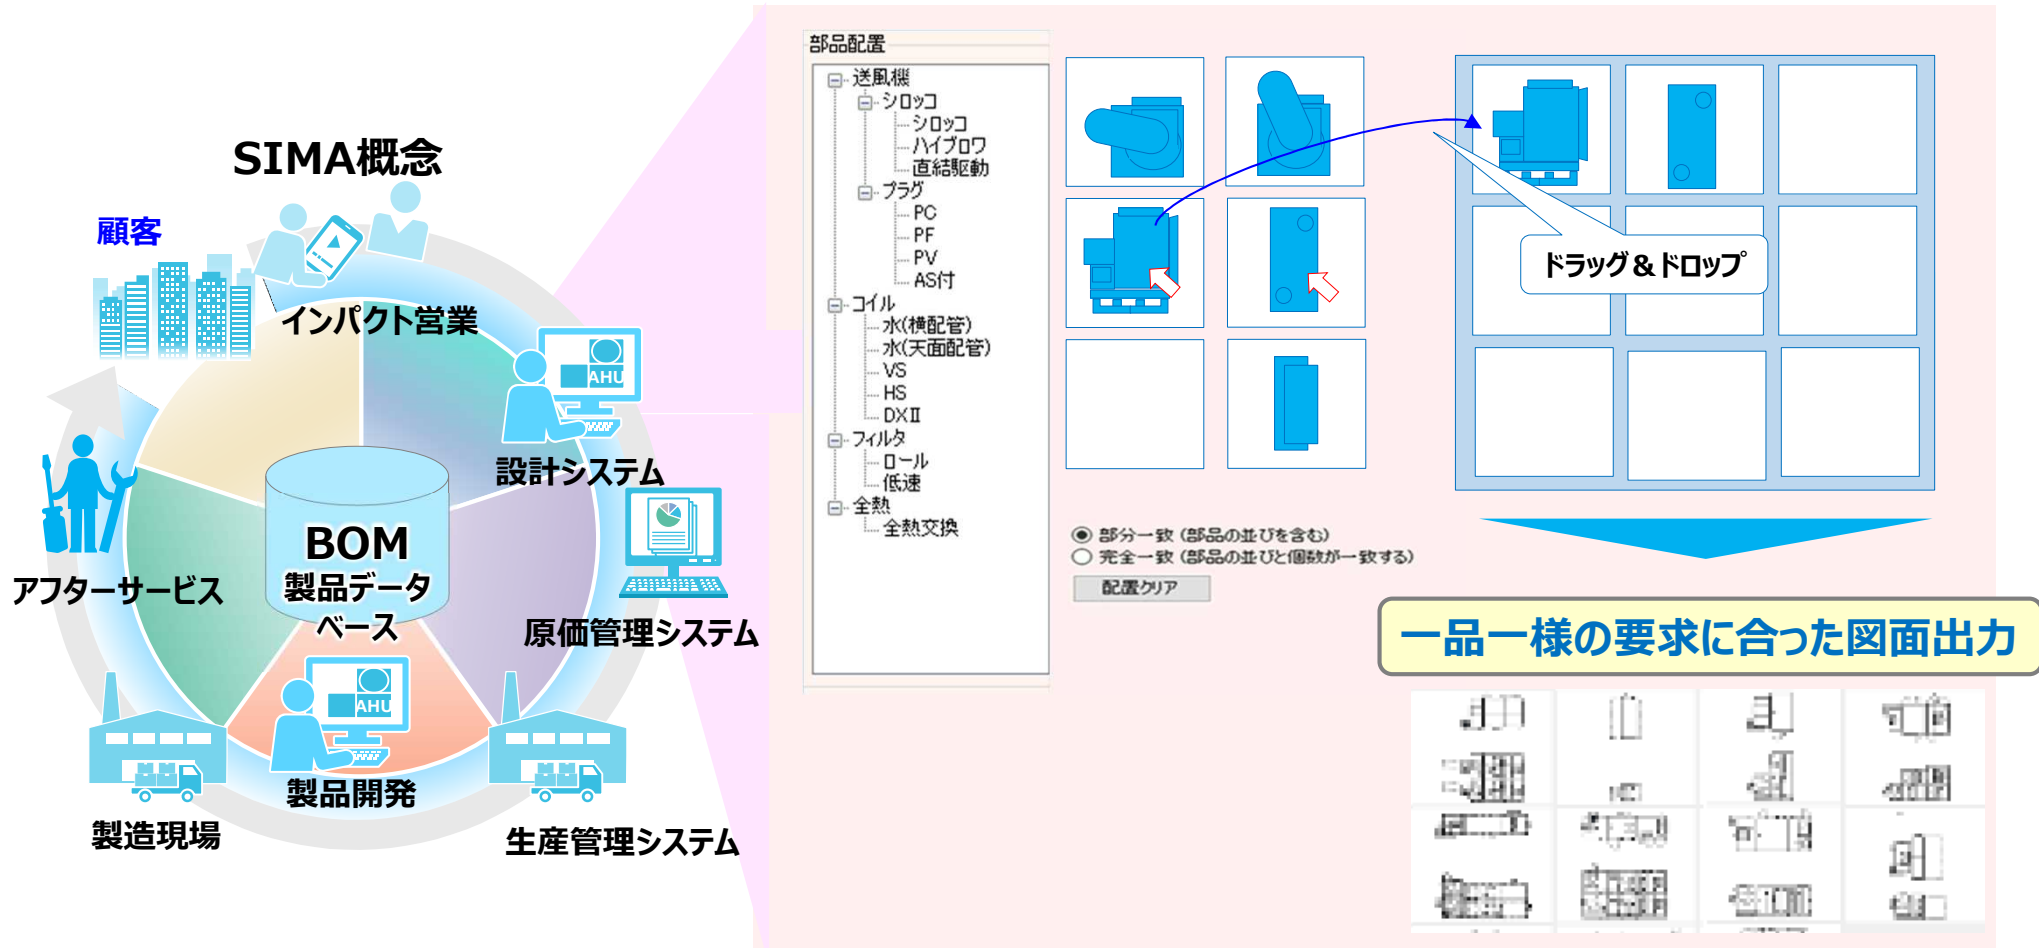 SIMA概念
顧客
インパクト営業
AHU
設計システム
BOM
製品データ
ベース
アフターサービス
原価管理システム
AHU
製品開発
製造現場
生産管理システム
部品配置
送風機
シロッコ
シロッコ
ハイブロワ
直結駆動
プラグ
PC
PF
PV
AS付
コイル
水(横配管)
水(天面配管)
VS
HS
DXⅡ
フィルタ
ロール
低速
全熱
全熱交換
ドラッグ&ドロップ
部分一致 (部品の並びを含む)
完全一致 (部品の並びと個数が一致する)
配置クリア
一品一様の要求に合った図面出力